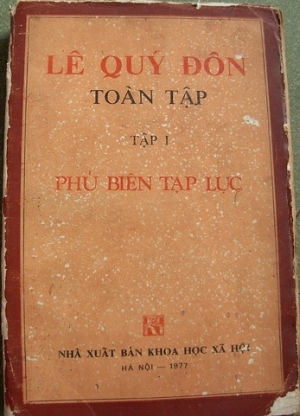 LÊ QUÝ ĐÔN
TOÀN TẬP
TẬP I
PHỦ BIÊN TẠP LỤC
NHÀ XUẤT BẢN KHOA HỌC XÃ HỘI
HÀ NỘI — 1977